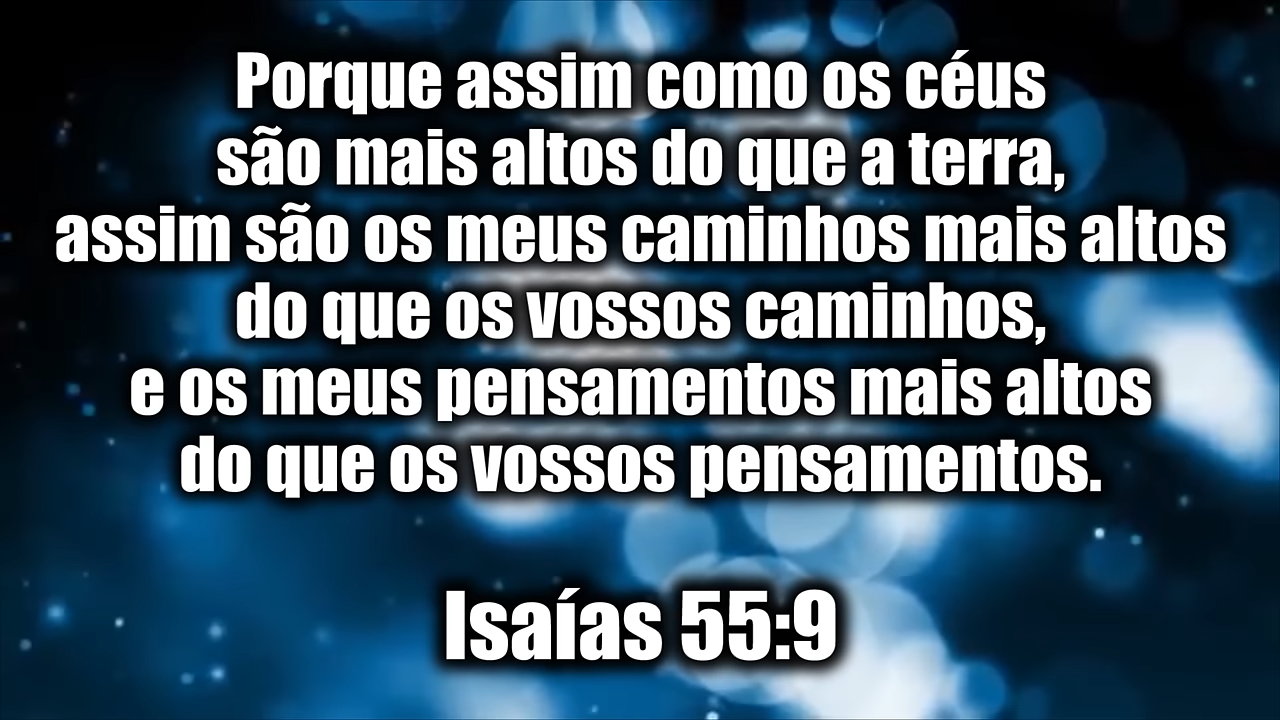 Porque assim como os céus
são mais altos do que a terra,
assim são os meus caminhos mais altos
do que os vossos caminhos,
e os meus pensamentos mais altos
do que os vossos pensamentos.
Isaías 55:9